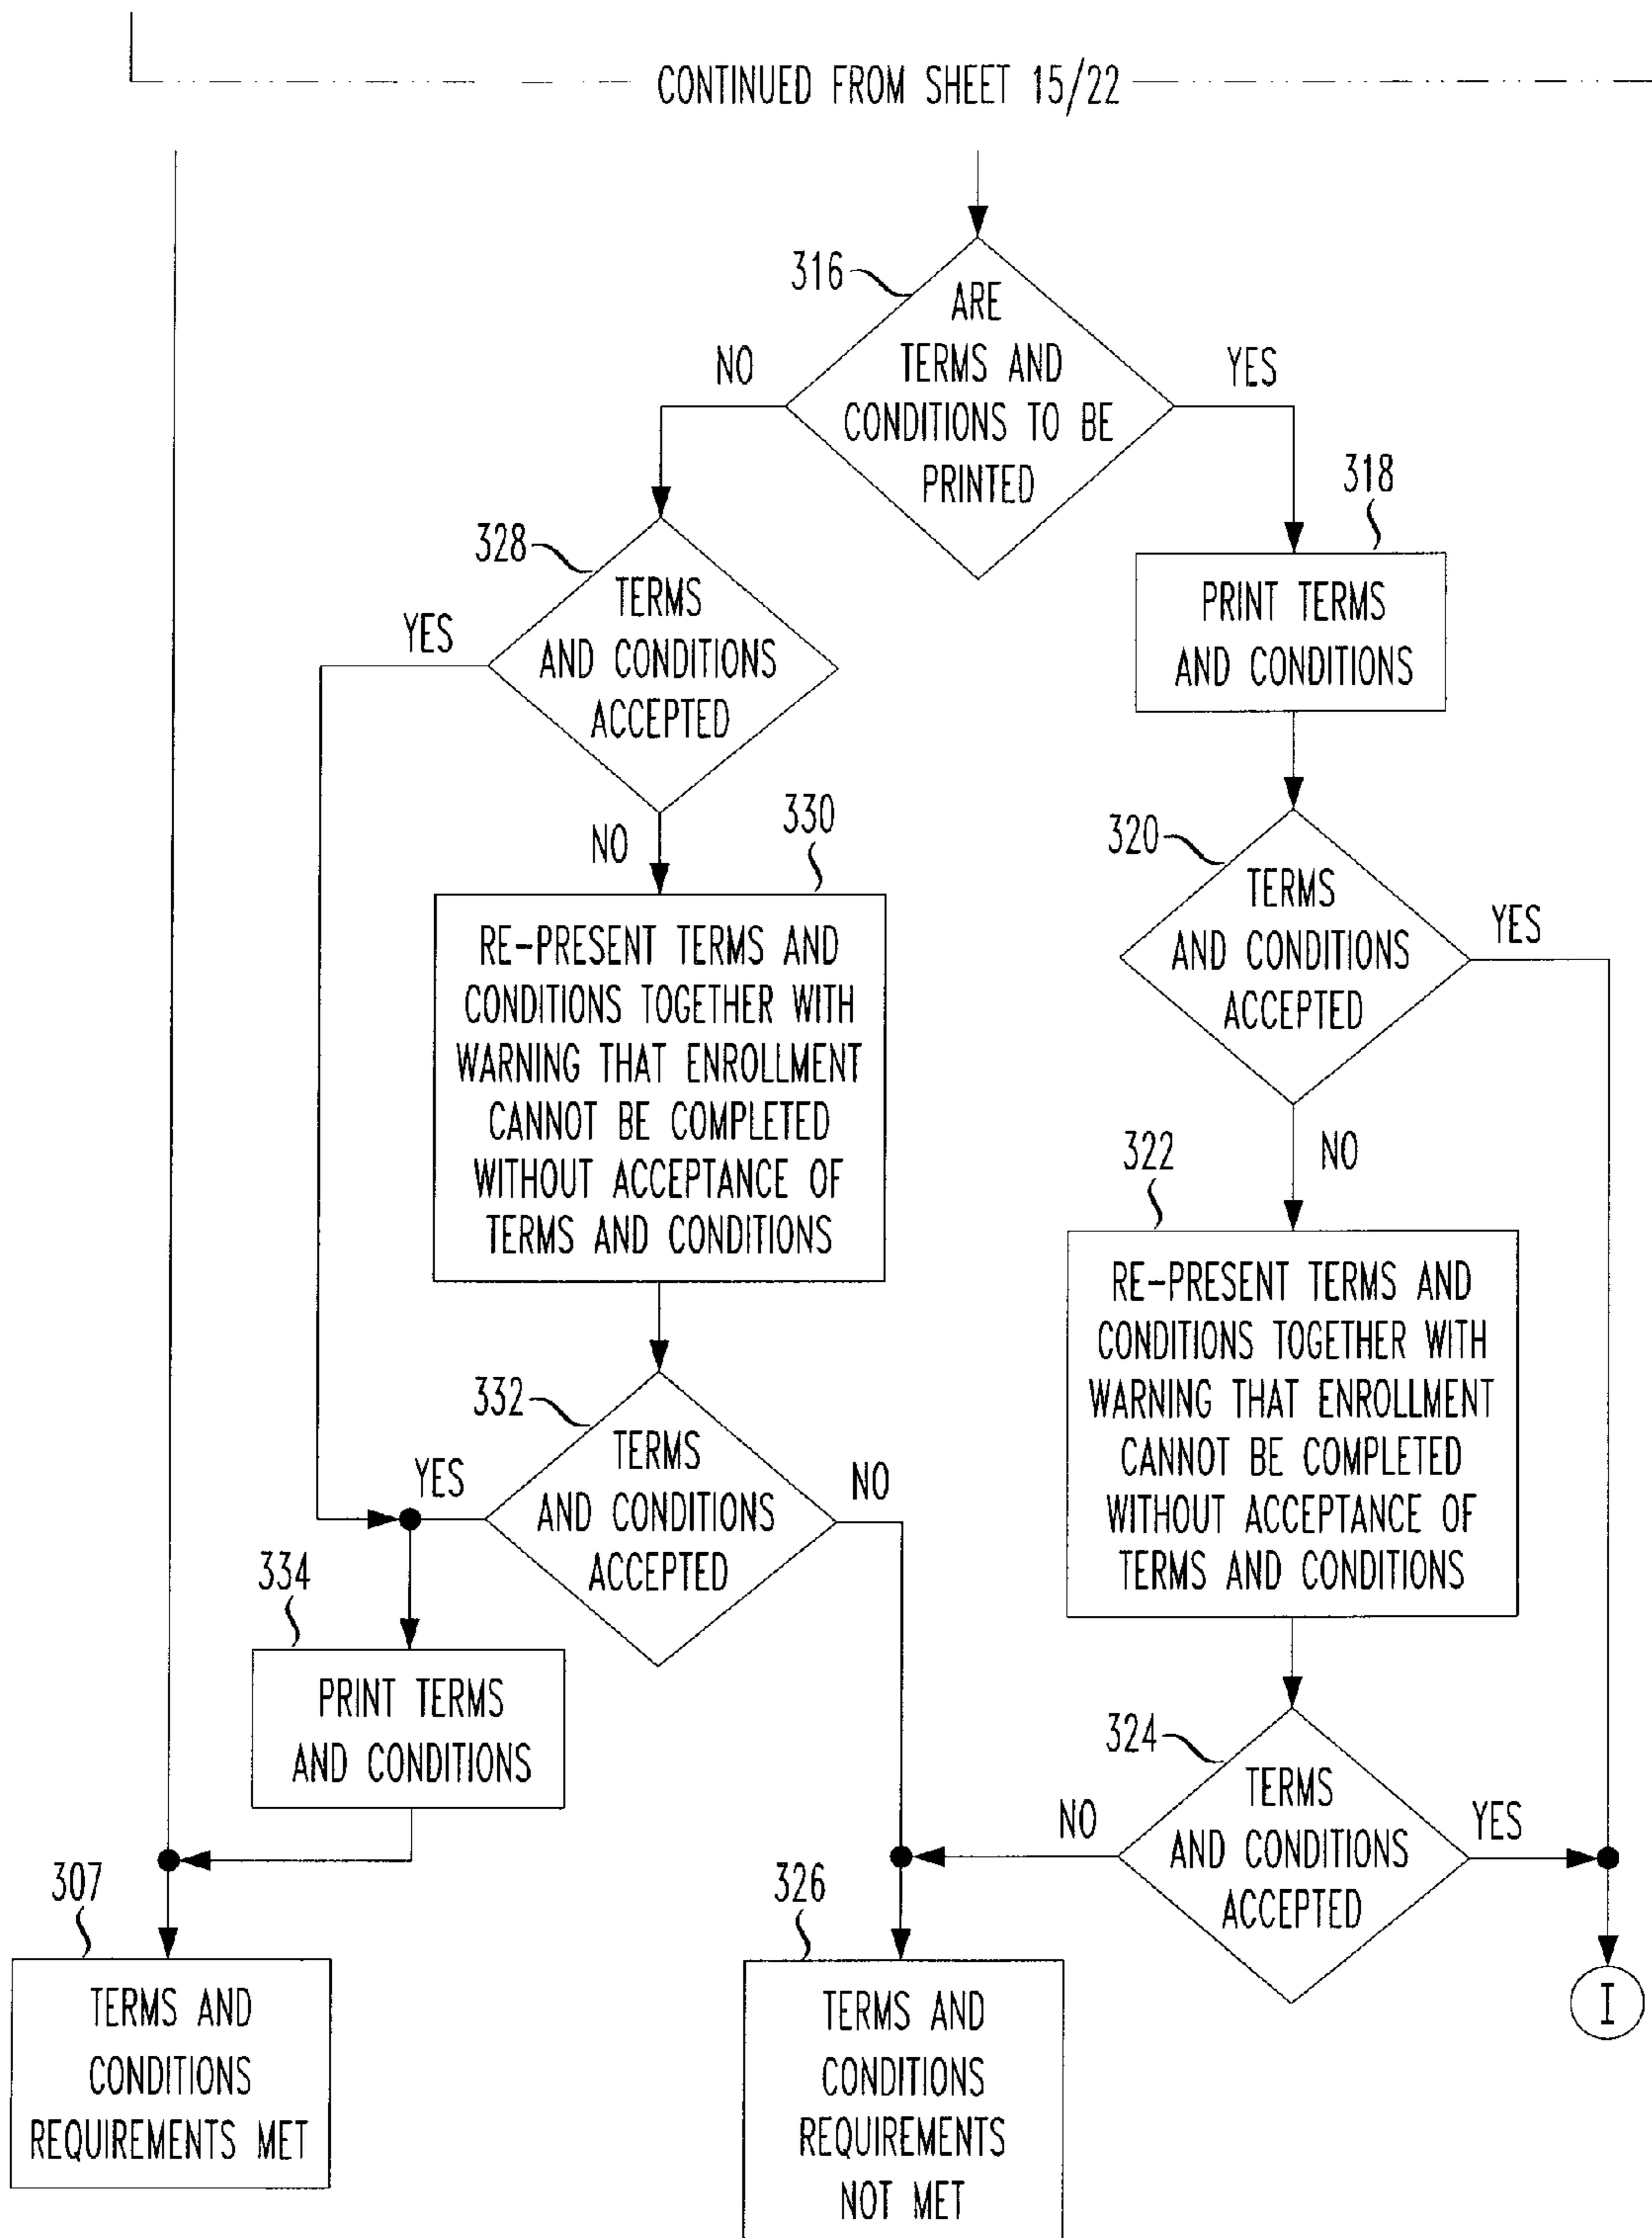 CONTINUED FROM SHEET 15/22
316
ARE
TERMS AND
CONDITIONS TO BE
PRINTED
NO
YES
318
PRINT TERMS
AND CONDITIONS
328
TERMS
AND CONDITIONS
ACCEPTED
YES
NO
330
RE-PRESENT TERMS AND
CONDITIONS TOGETHER WITH
WARNING THAT ENROLLMENT
CANNOT BE COMPLETED
WITHOUT ACCEPTANCE OF
TERMS AND CONDITIONS
320
TERMS
AND CONDITIONS
ACCEPTED
YES
NO
322
RE-PRESENT TERMS AND
CONDITIONS TOGETHER WITH
WARNING THAT ENROLLMENT
CANNOT BE COMPLETED
WITHOUT ACCEPTANCE OF
TERMS AND CONDITIONS
332
TERMS
AND CONDITIONS
ACCEPTED
YES
NO
334
PRINT TERMS
AND CONDITIONS
324
TERMS
AND CONDITIONS
ACCEPTED
NO
YES
307
TERMS AND
CONDITIONS
REQUIREMENTS MET
326
TERMS AND
CONDITIONS
REQUIREMENTS
NOT MET
I